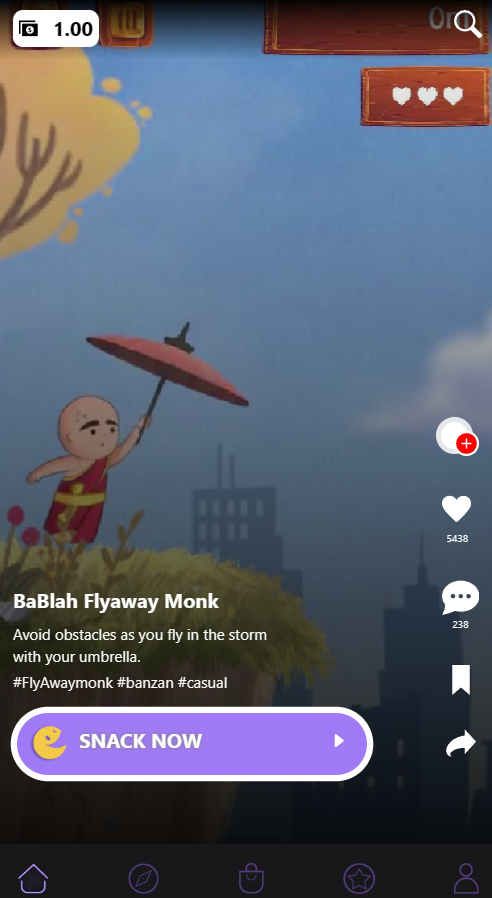 1.00
0m
BaBlah Flyaway Monk
Avoid obstacles as you fly in the storm
with your umbrella.
#FlyAwaymonk #banzan #casual
SNACK NOW
5438
238